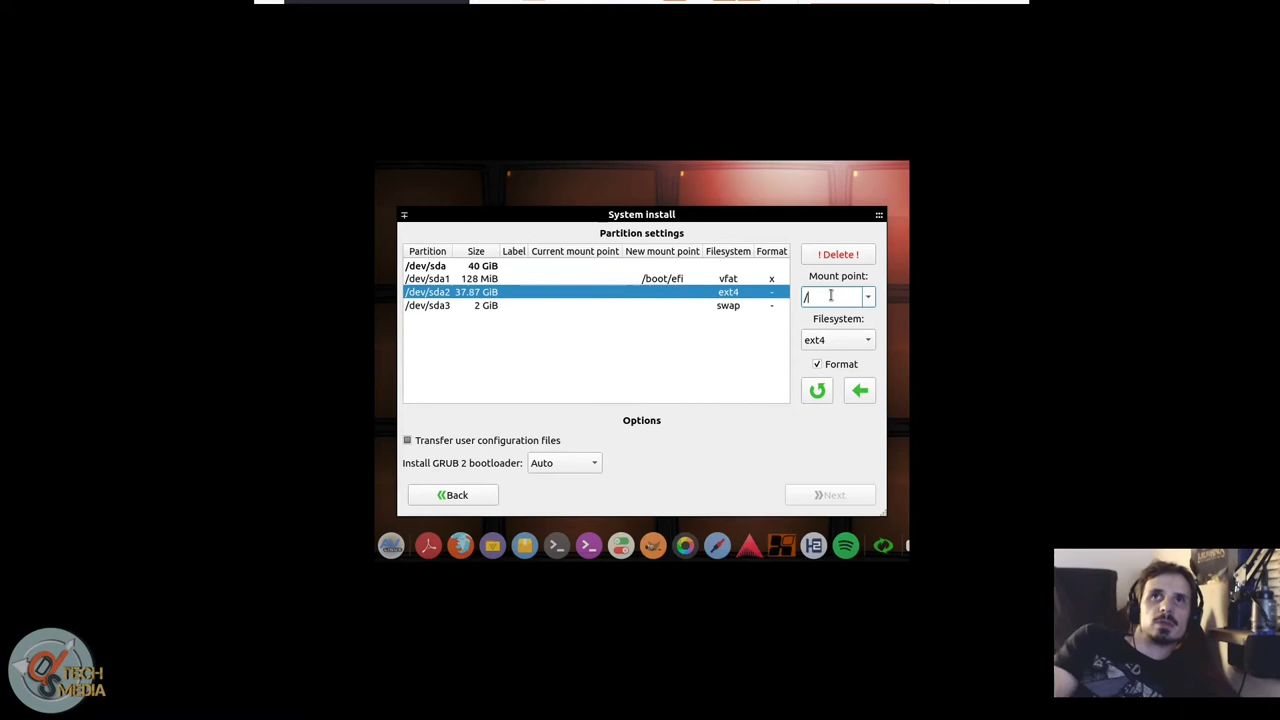 System install
Partition settings
Partition Size Label Current mount point New mount point Filesystem Format
/dev/sda 40 GiB
/dev/sda1 128 MiB /boot/efi vfat x
/dev/sda2 37.87 GiB ext4 -
/dev/sda3 2 GiB swap -
! Delete !
Mount point:
/
Filesystem:
ext4
Format
Options
Transfer user configuration files
Install GRUB 2 bootloader: Auto
Back
Next
DS
TECH
MEDIA